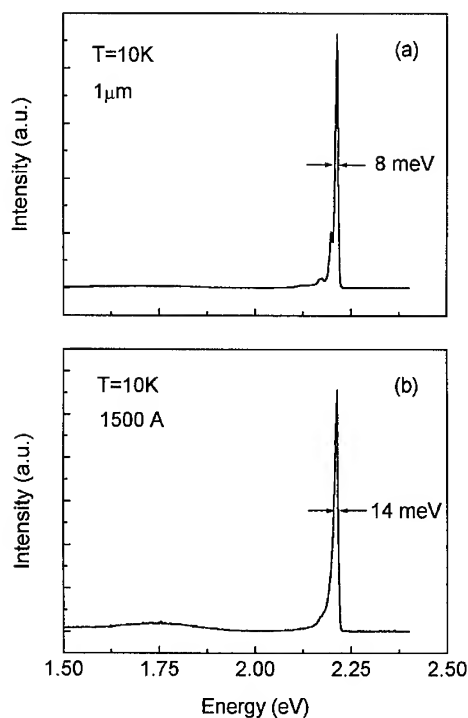 T=10K
(a)
1μm
8 meV
Intensity (a.u.)
T=10K
(b)
1500 A
14 meV
Intensity (a.u.)
1.50 1.75 2.00 2.25 2.50
Energy (eV)